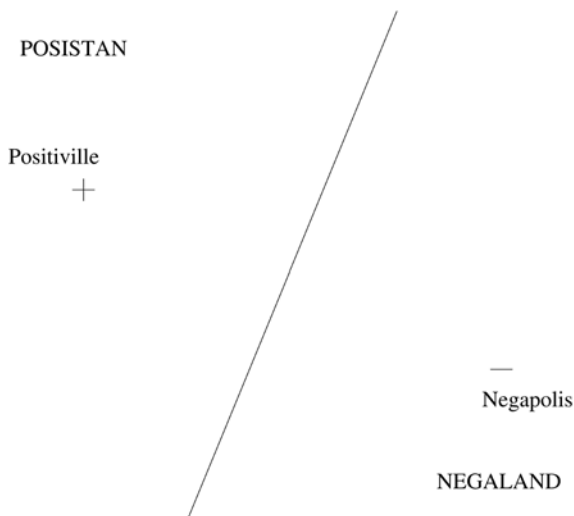 POSISTAN
Positiville
+
−
Negapolis
NEGALAND